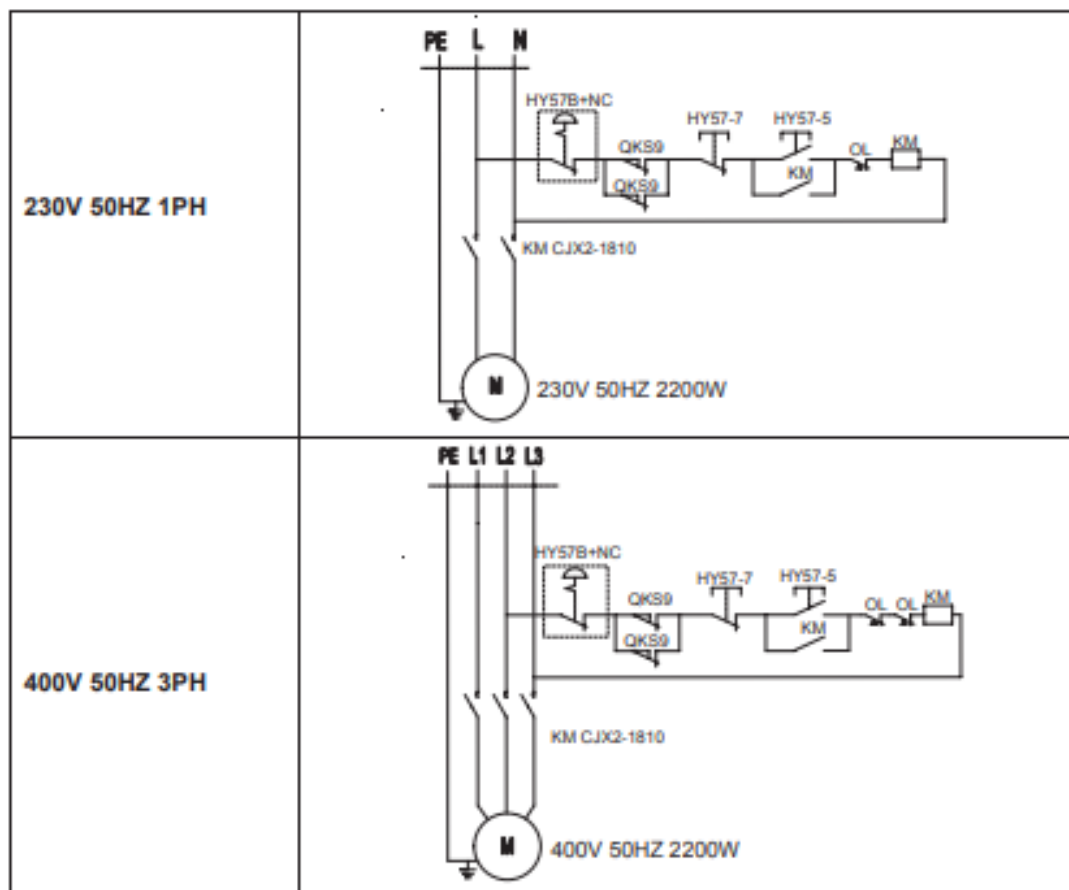 230V 50HZ 1PH
PE L N
HY57B+NC
HY57-7 HY57-5
QKS9
OL KM
QKS9
KM
KM CJX2-1810
M
230V 50HZ 2200W
400V 50HZ 3PH
PE L1 L2 L3
HY57B+NC
HY57-7 HY57-5
QKS9
OL OL KM
QKS9
KM
KM CJX2-1810
M
400V 50HZ 2200W